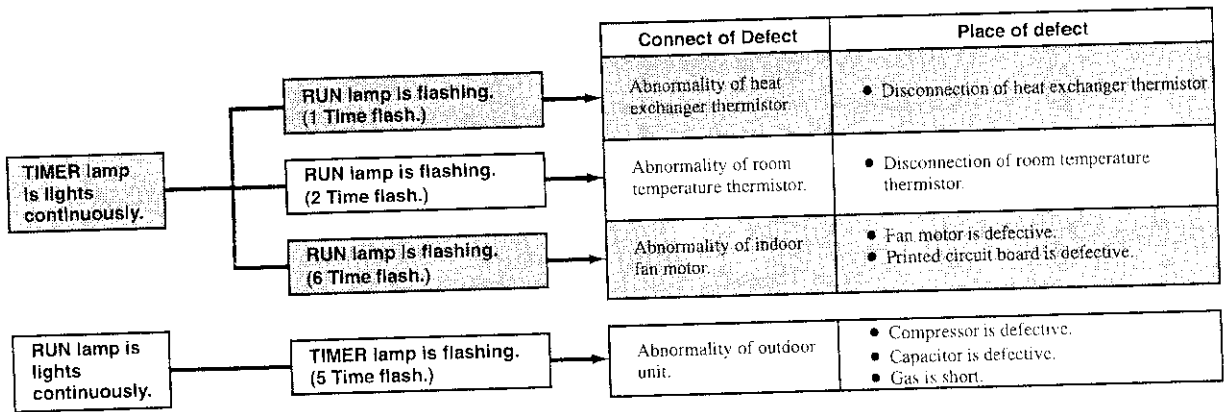 Connect of Defect
Place of defect
TIMER lamp
is lights
continuously.
RUN lamp is flashing.
(1 Time flash.)
Abnormality of heat
exchanger thermistor.
● Disconnection of heat exchanger thermistor
RUN lamp is flashing.
(2 Time flash.)
Abnormality of room
temperature thermistor.
● Disconnection of room temperature
thermistor.
RUN lamp is flashing.
(6 Time flash.)
Abnormality of indoor
fan motor.
● Fan motor is defective.
● Printed circuit board is defective.
RUN lamp is
lights
continuously.
TIMER lamp is flashing.
(5 Time flash.)
Abnormality of outdoor
unit.
● Compressor is defective.
● Capacitor is defective.
● Gas is short.